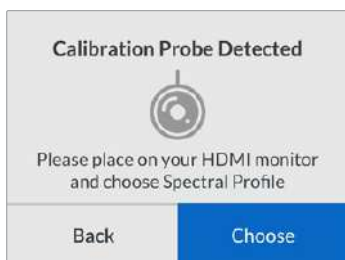 Calibration Probe Detected
Please place on your HDMI monitor
and choose Spectral Profile
Back
Choose